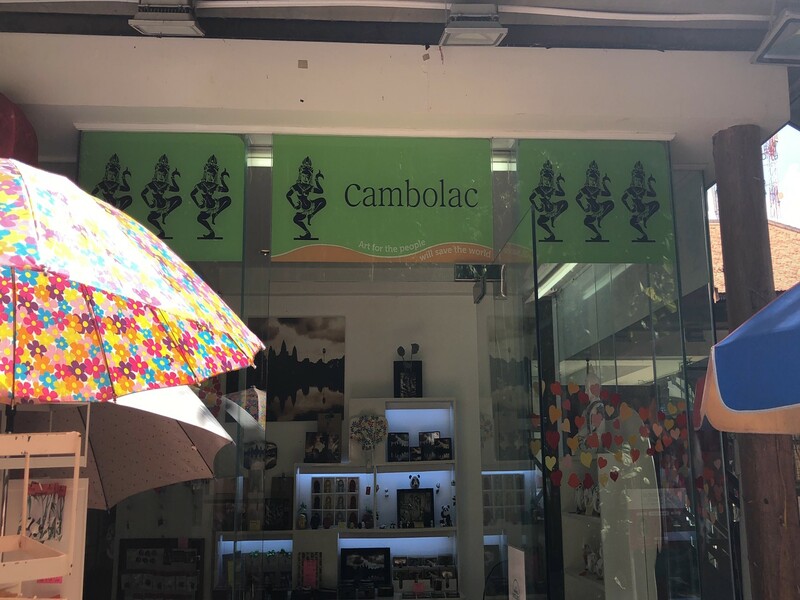 Cambolac
Art for the people
will save the world